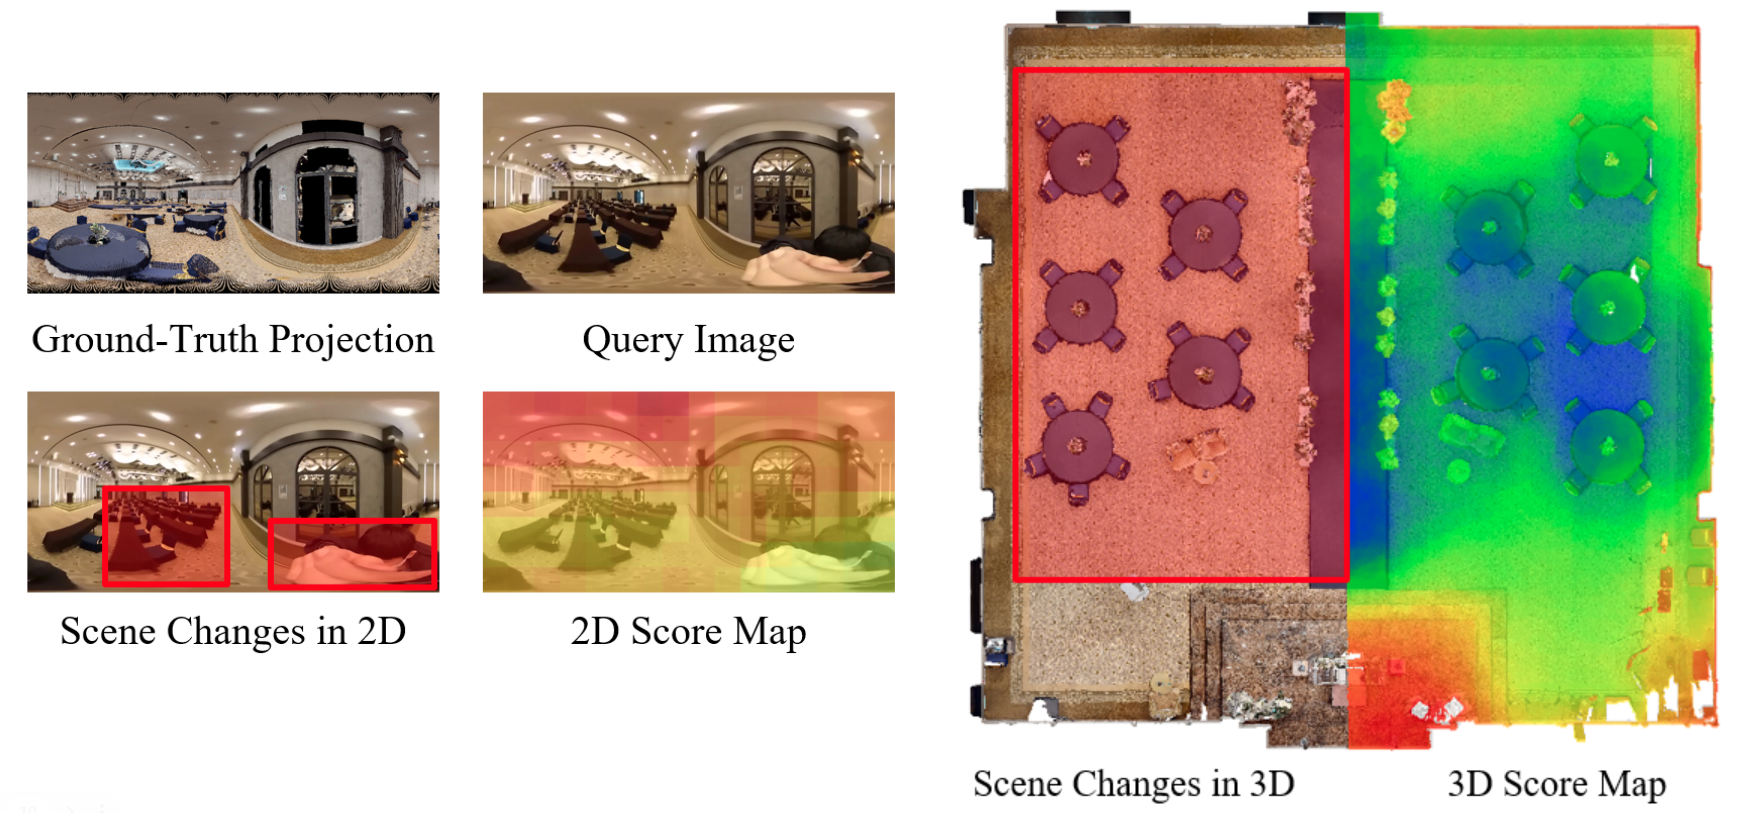 Ground-Truth Projection
Query Image
Scene Changes in 2D
2D Score Map
Scene Changes in 3D
3D Score Map